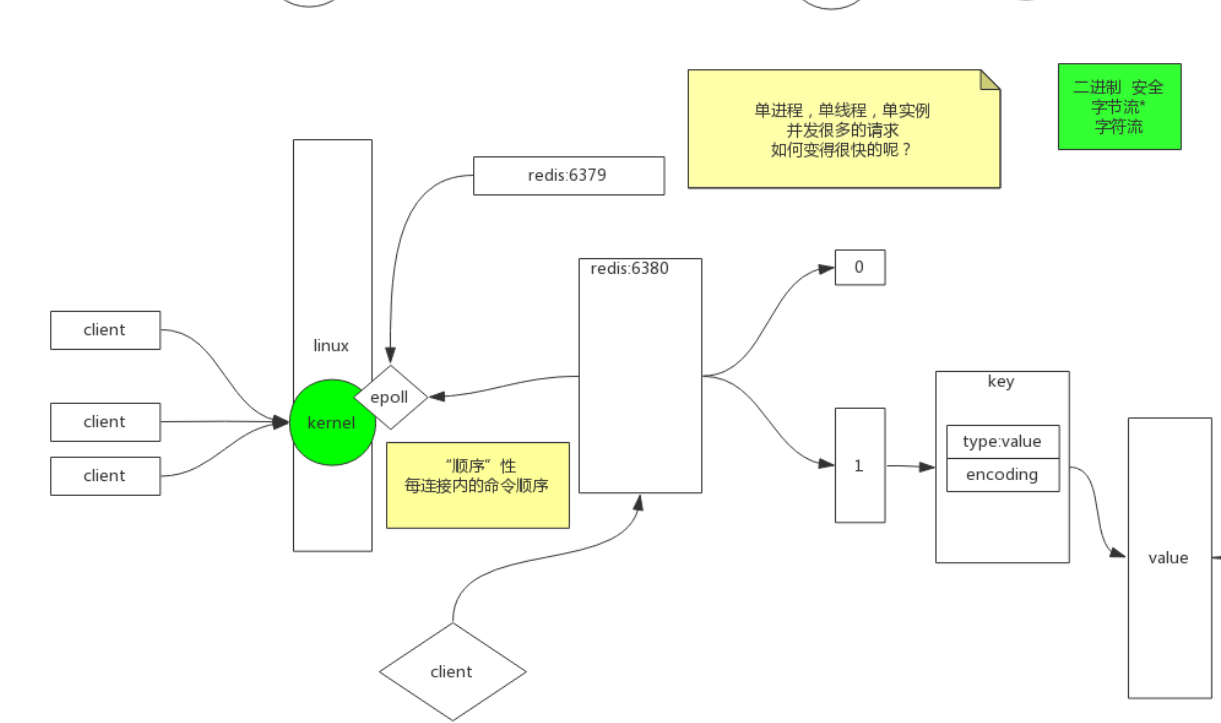 单进程，单线程，单实例
并发很多的请求
如何变得很快的呢？
二进制 安全
字节流*
字符流
redis:6379
redis:6380
0
client
linux
epoll
kernel
client
client
“顺序”性
每连接内的命令顺序
1
key
type:value
encoding
value
client